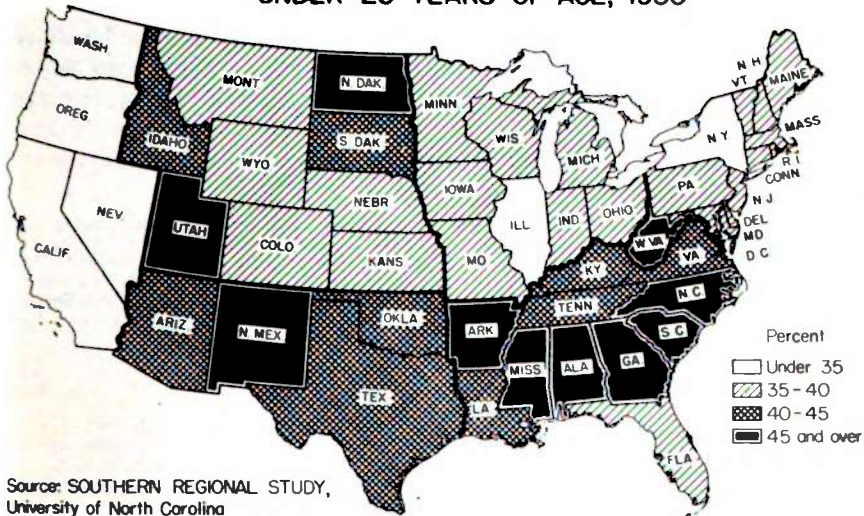 UNDER 20 YEARS OF AGE,
WASH
OREG
CALIF
NEV
IDAHO
MONT
WYO
UTAH
COLO
ARIZ
N. MEX
N. DAK
S DAK
NEBR
KANS
OKLA
TEX
MINN
IOWA
MO
ARK
LA
WIS
ILL
MICH
IND
OHIO
KY
TENN
MISS
ALA
GA
FLA
S C
N C
VA
W VA
PA
N Y
N H
VT
MAINE
MASS
R I
CONN
N J
DEL
MD
D C
Percent
Under 35
35-40
40-45
45 and over
Source: SOUTHERN REGIONAL STUDY,
University of North Carolina